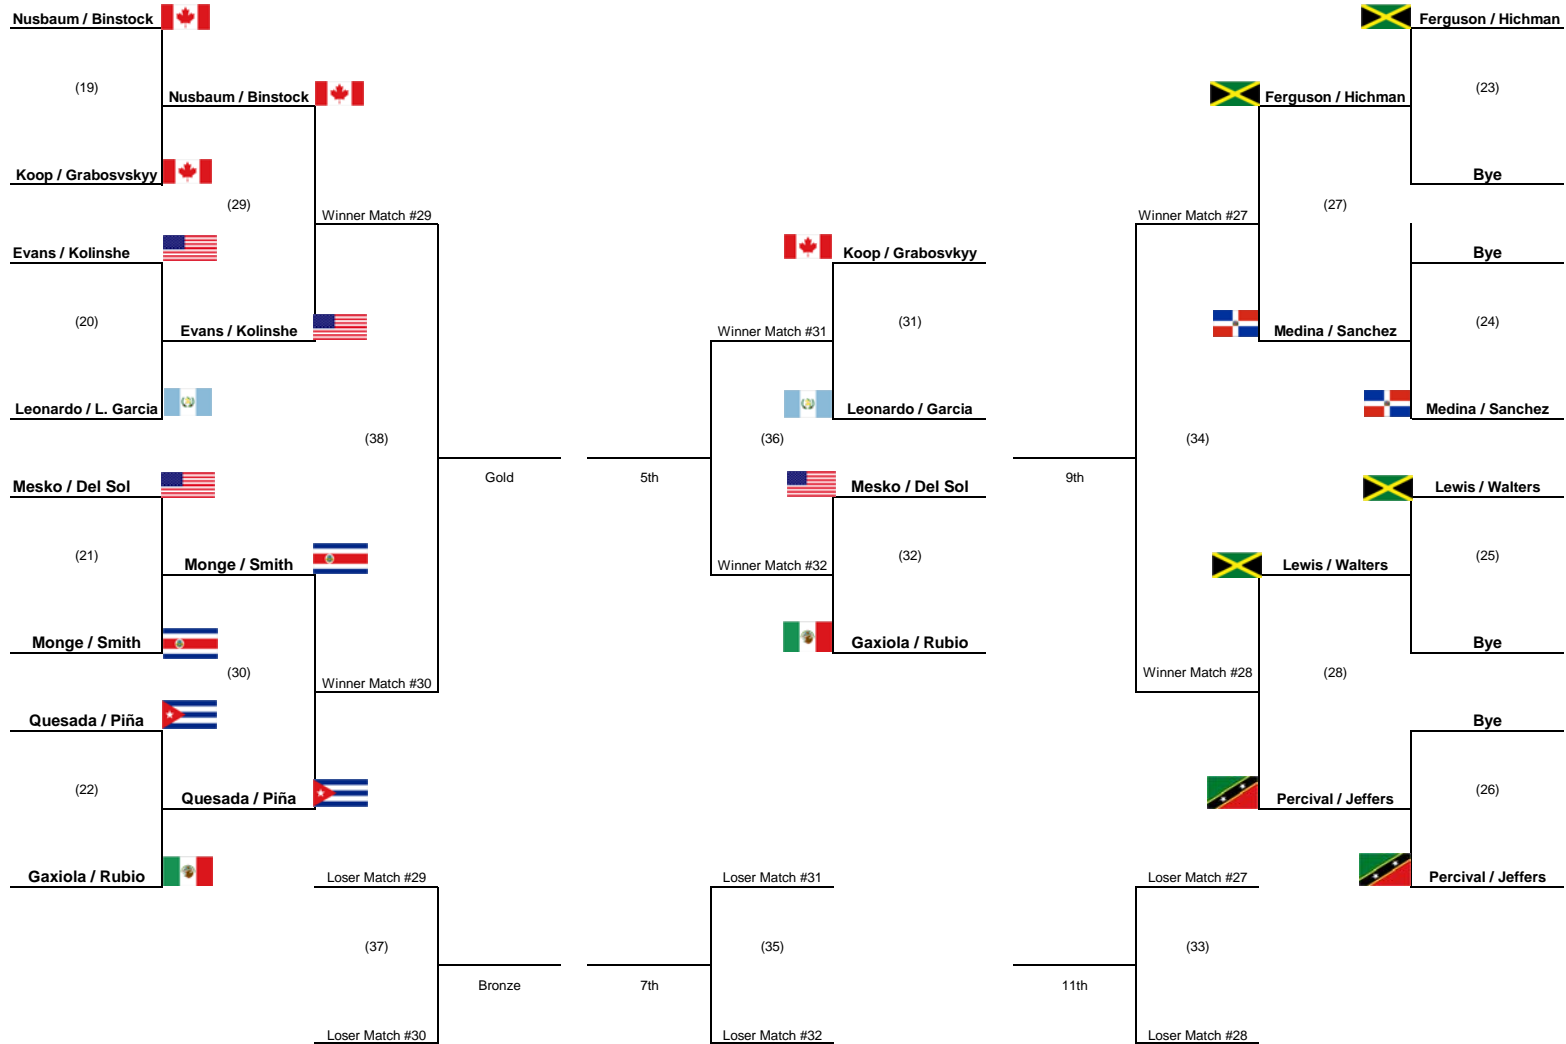 Nusbaum / Binstock
Ferguson / Hichman
(19)
Nusbaum / Binstock
Ferguson / Hichman
(23)
Koop / Grabosvskyy
Bye
(29)
Winner Match #29
Winner Match #27
(27)
Evans / Kolinshe
Koop / Grabosvkyy
Bye
(20)
Evans / Kolinshe
Winner Match #31
(31)
Medina / Sanchez
(24)
Leonardo / L. Garcia
Leonardo / Garcia
Medina / Sanchez
(38)
(36)
(34)
Gold
5th
9th
Mesko / Del Sol
Mesko / Del Sol
Lewis / Walters
(21)
Monge / Smith
Winner Match #32
(32)
Lewis / Walters
(25)
Monge / Smith
Gaxiola / Rubio
Bye
(30)
Winner Match #30
Winner Match #28
(28)
Quesada / Piña
Bye
(22)
Quesada / Piña
Percival / Jeffers
(26)
Gaxiola / Rubio
Loser Match #29
Loser Match #31
Loser Match #27
Percival / Jeffers
(37)
(35)
(33)
Bronze
7th
11th
Loser Match #30
Loser Match #32
Loser Match #28